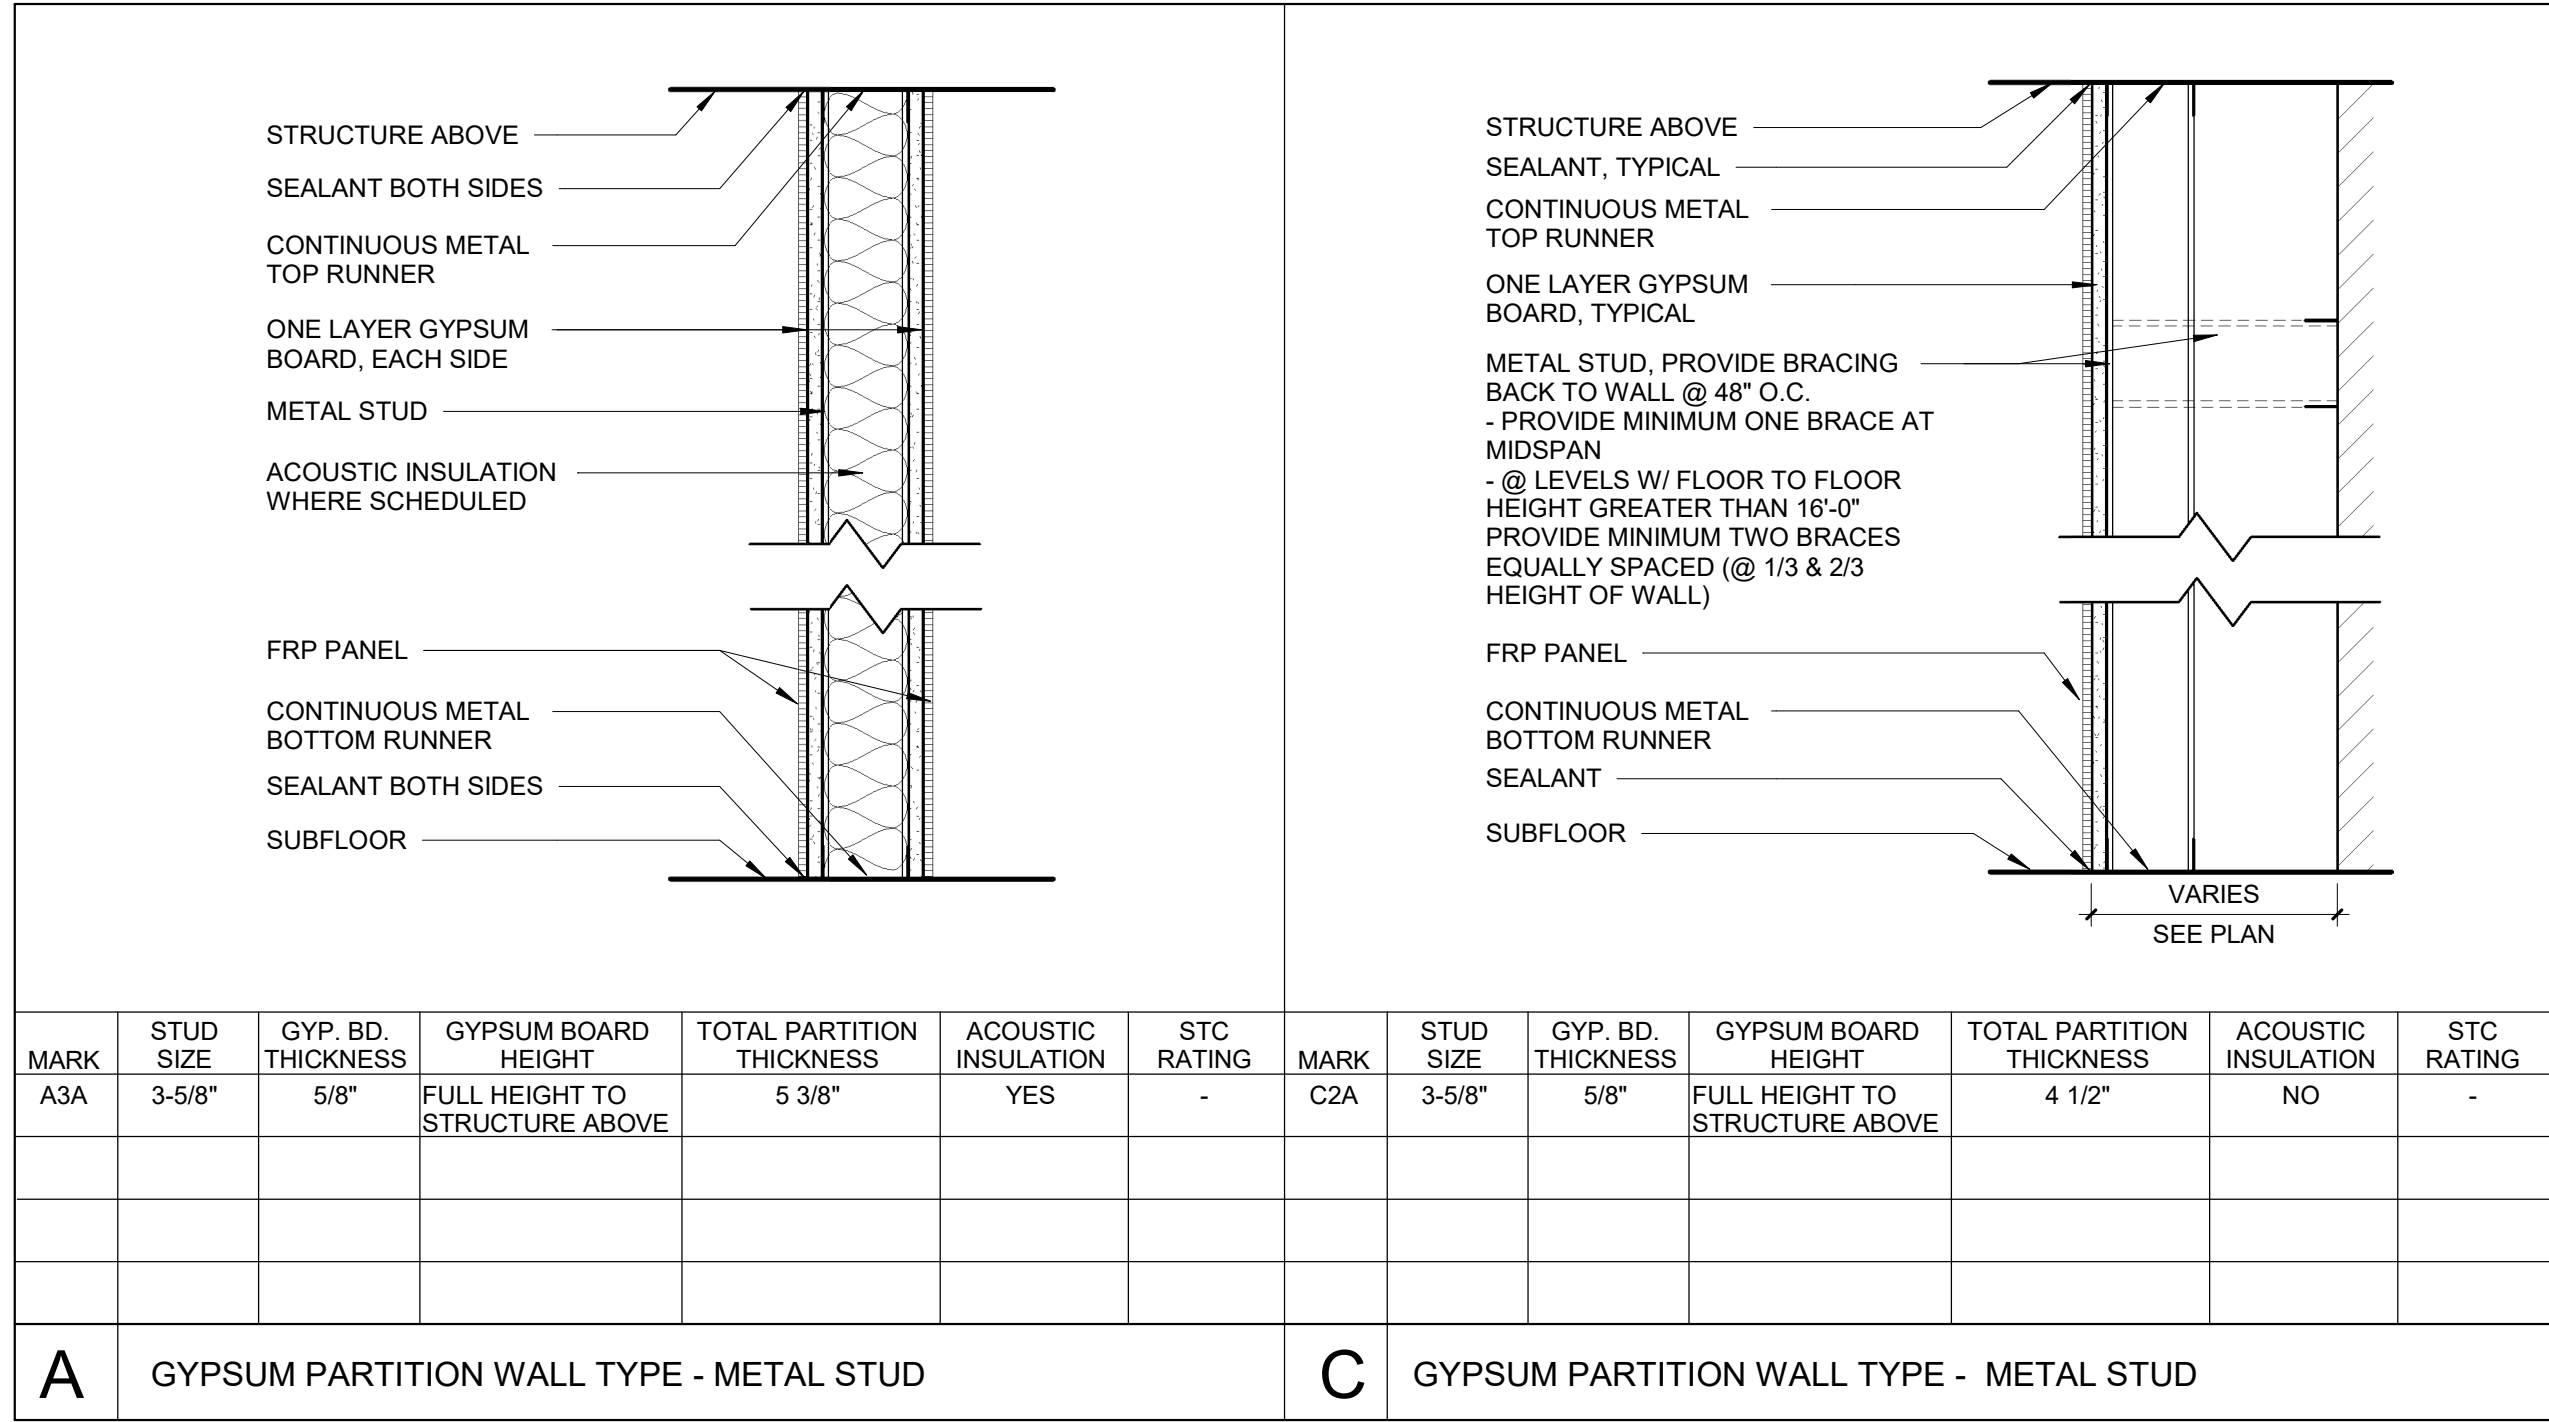 STRUCTURE ABOVE
SEALANT BOTH SIDES
CONTINUOUS METAL
TOP RUNNER
ONE LAYER GYPSUM
BOARD, EACH SIDE
METAL STUD
ACOUSTIC INSULATION
WHERE SCHEDULED
FRP PANEL
CONTINUOUS METAL
BOTTOM RUNNER
SEALANT BOTH SIDES
SUBFLOOR
MARK STUD SIZE GYP. BD. THICKNESS GYPSUM BOARD HEIGHT TOTAL PARTITION THICKNESS ACOUSTIC INSULATION STC RATING
A3A 3-5/8" 5/8" FULL HEIGHT TO STRUCTURE ABOVE 5 3/8" YES -
A GYPSUM PARTITION WALL TYPE - METAL STUD
STRUCTURE ABOVE
SEALANT, TYPICAL
CONTINUOUS METAL
TOP RUNNER
ONE LAYER GYPSUM
BOARD, TYPICAL
METAL STUD, PROVIDE BRACING
BACK TO WALL @ 48" O.C.
- PROVIDE MINIMUM ONE BRACE AT
MIDSPAN
- @ LEVELS W/ FLOOR TO FLOOR
HEIGHT GREATER THAN 16'-0"
PROVIDE MINIMUM TWO BRACES
EQUALLY SPACED (@ 1/3 & 2/3
HEIGHT OF WALL)
FRP PANEL
CONTINUOUS METAL
BOTTOM RUNNER
SEALANT
SUBFLOOR
VARIES
SEE PLAN
MARK STUD SIZE GYP. BD. THICKNESS GYPSUM BOARD HEIGHT TOTAL PARTITION THICKNESS ACOUSTIC INSULATION STC RATING
C2A 3-5/8" 5/8" FULL HEIGHT TO STRUCTURE ABOVE 4 1/2" NO -
C GYPSUM PARTITION WALL TYPE - METAL STUD